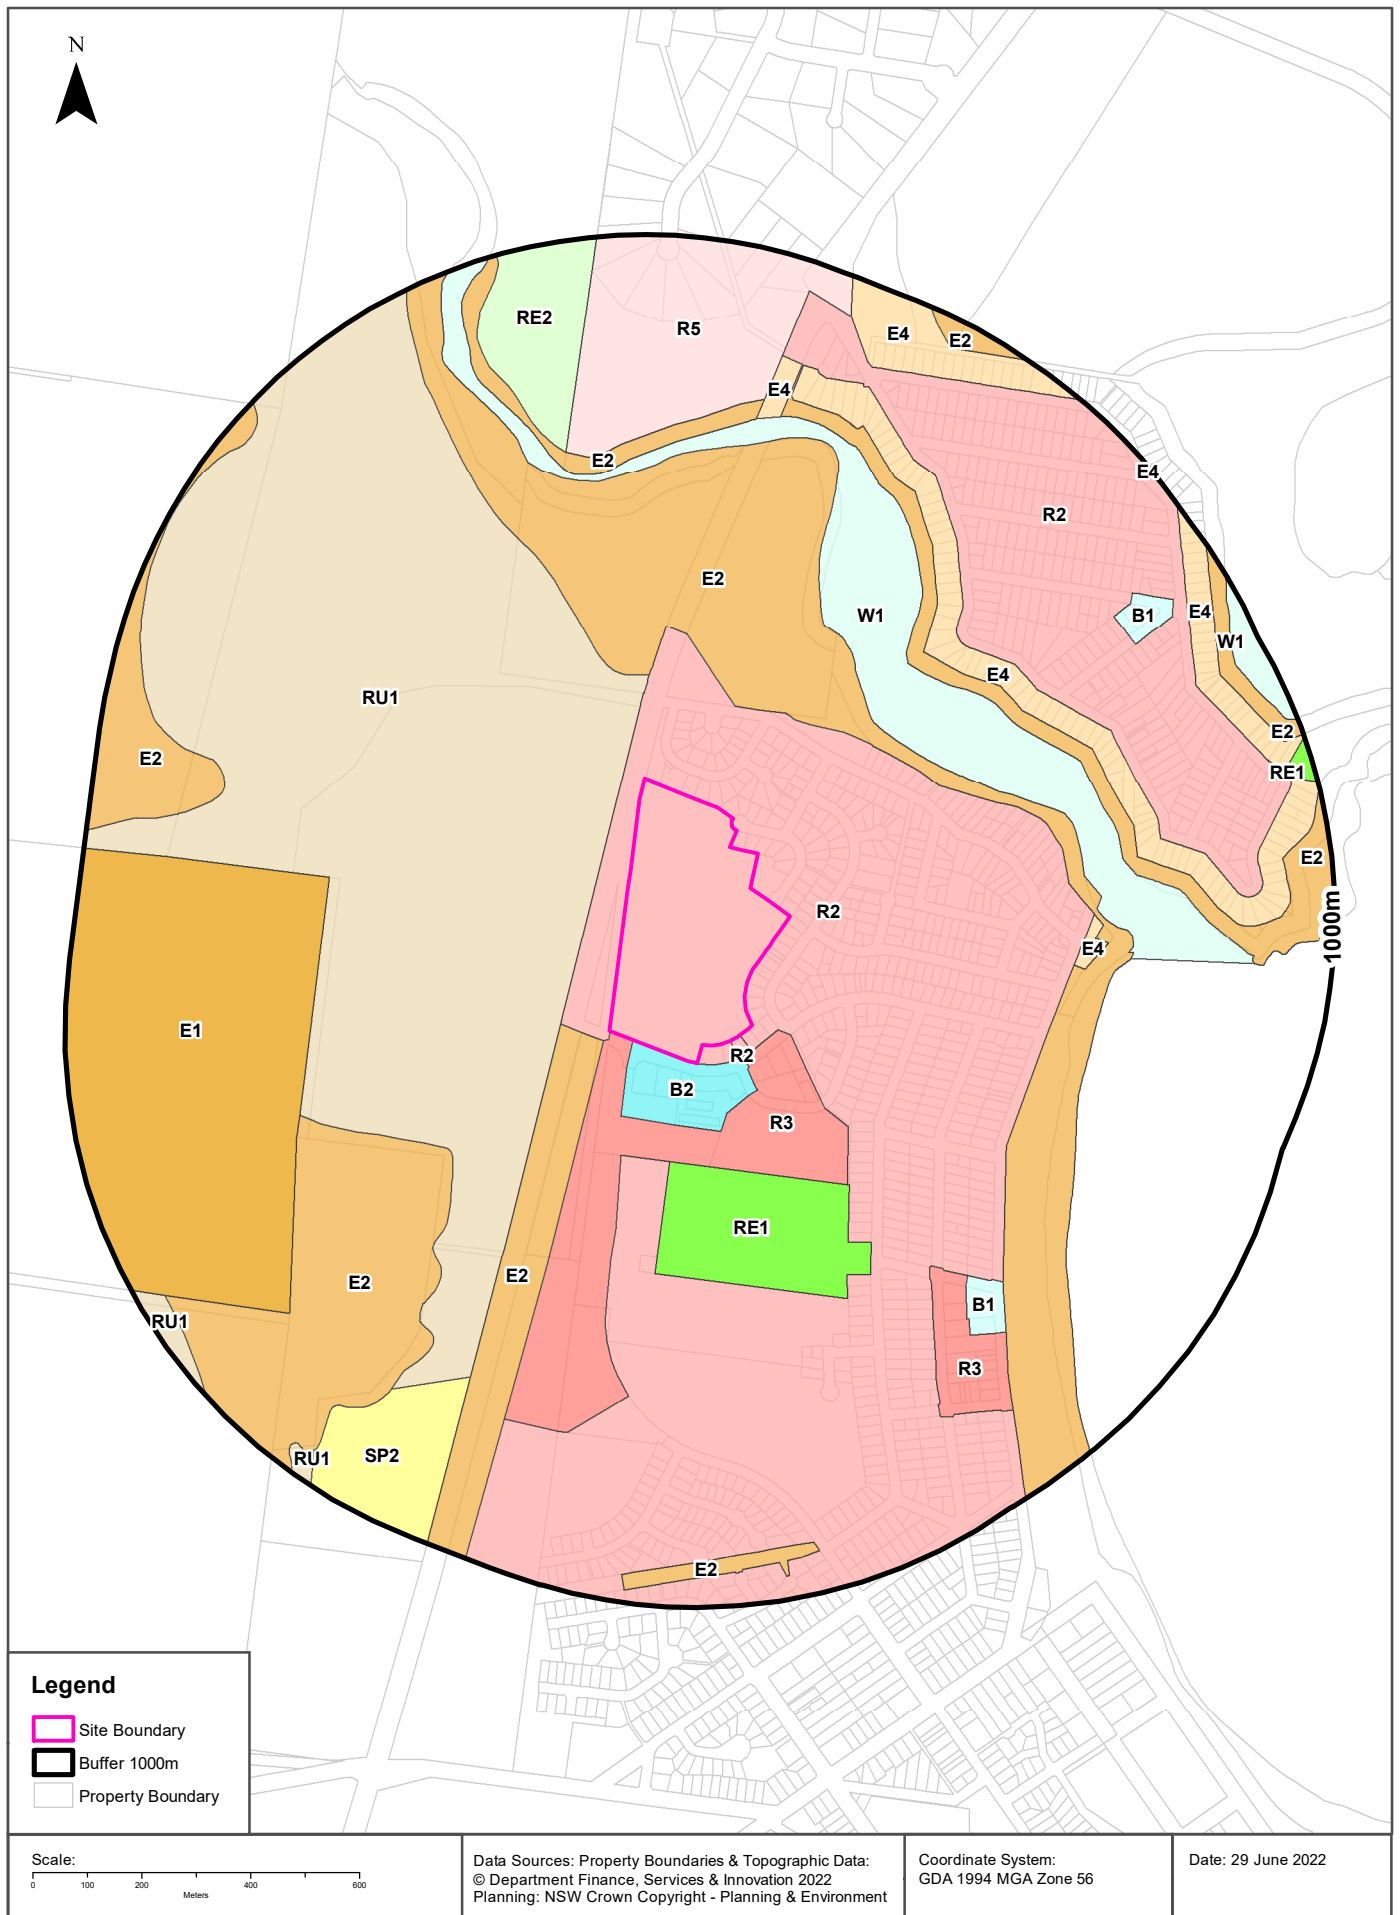 N
RE2
R5
E4
E2
E4
E2
E4
R2
E2
W1
B1
E4
W1
E4
RU1
E2
E2
RE1
E2
R2
1000m
E4
E1
R2
B2
R3
RE1
E2
E2
B1
RU1
R3
SP2
RU1
E2
Legend
Site Boundary
Buffer 1000m
Property Boundary
Scale:
0 100 200 400 600
Meters
Data Sources: Property Boundaries & Topographic Data:
© Department Finance, Services & Innovation 2022
Planning: NSW Crown Copyright - Planning & Environment
Coordinate System:
GDA 1994 MGA Zone 56
Date: 29 June 2022